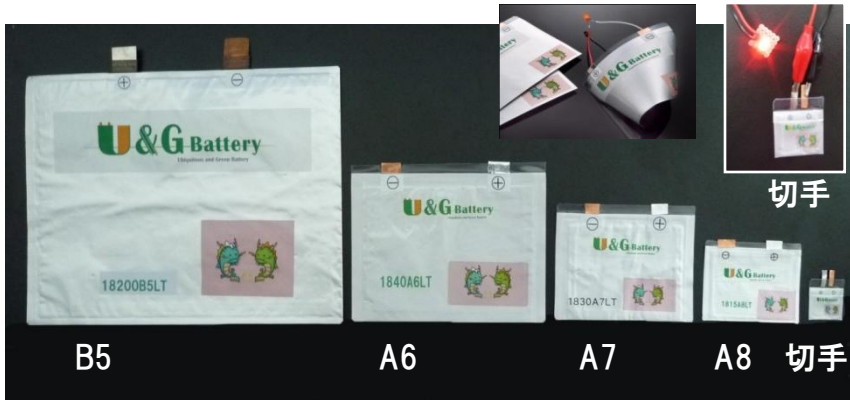 U&G Battery
Ubiquitous and Green Battery
18200B5LT
U&G Battery
1840A6LT
U&G Battery
1830A7LT
U&G Battery
1815A8LT
U&G Battery
切手
B5
A6
A7
A8
切手